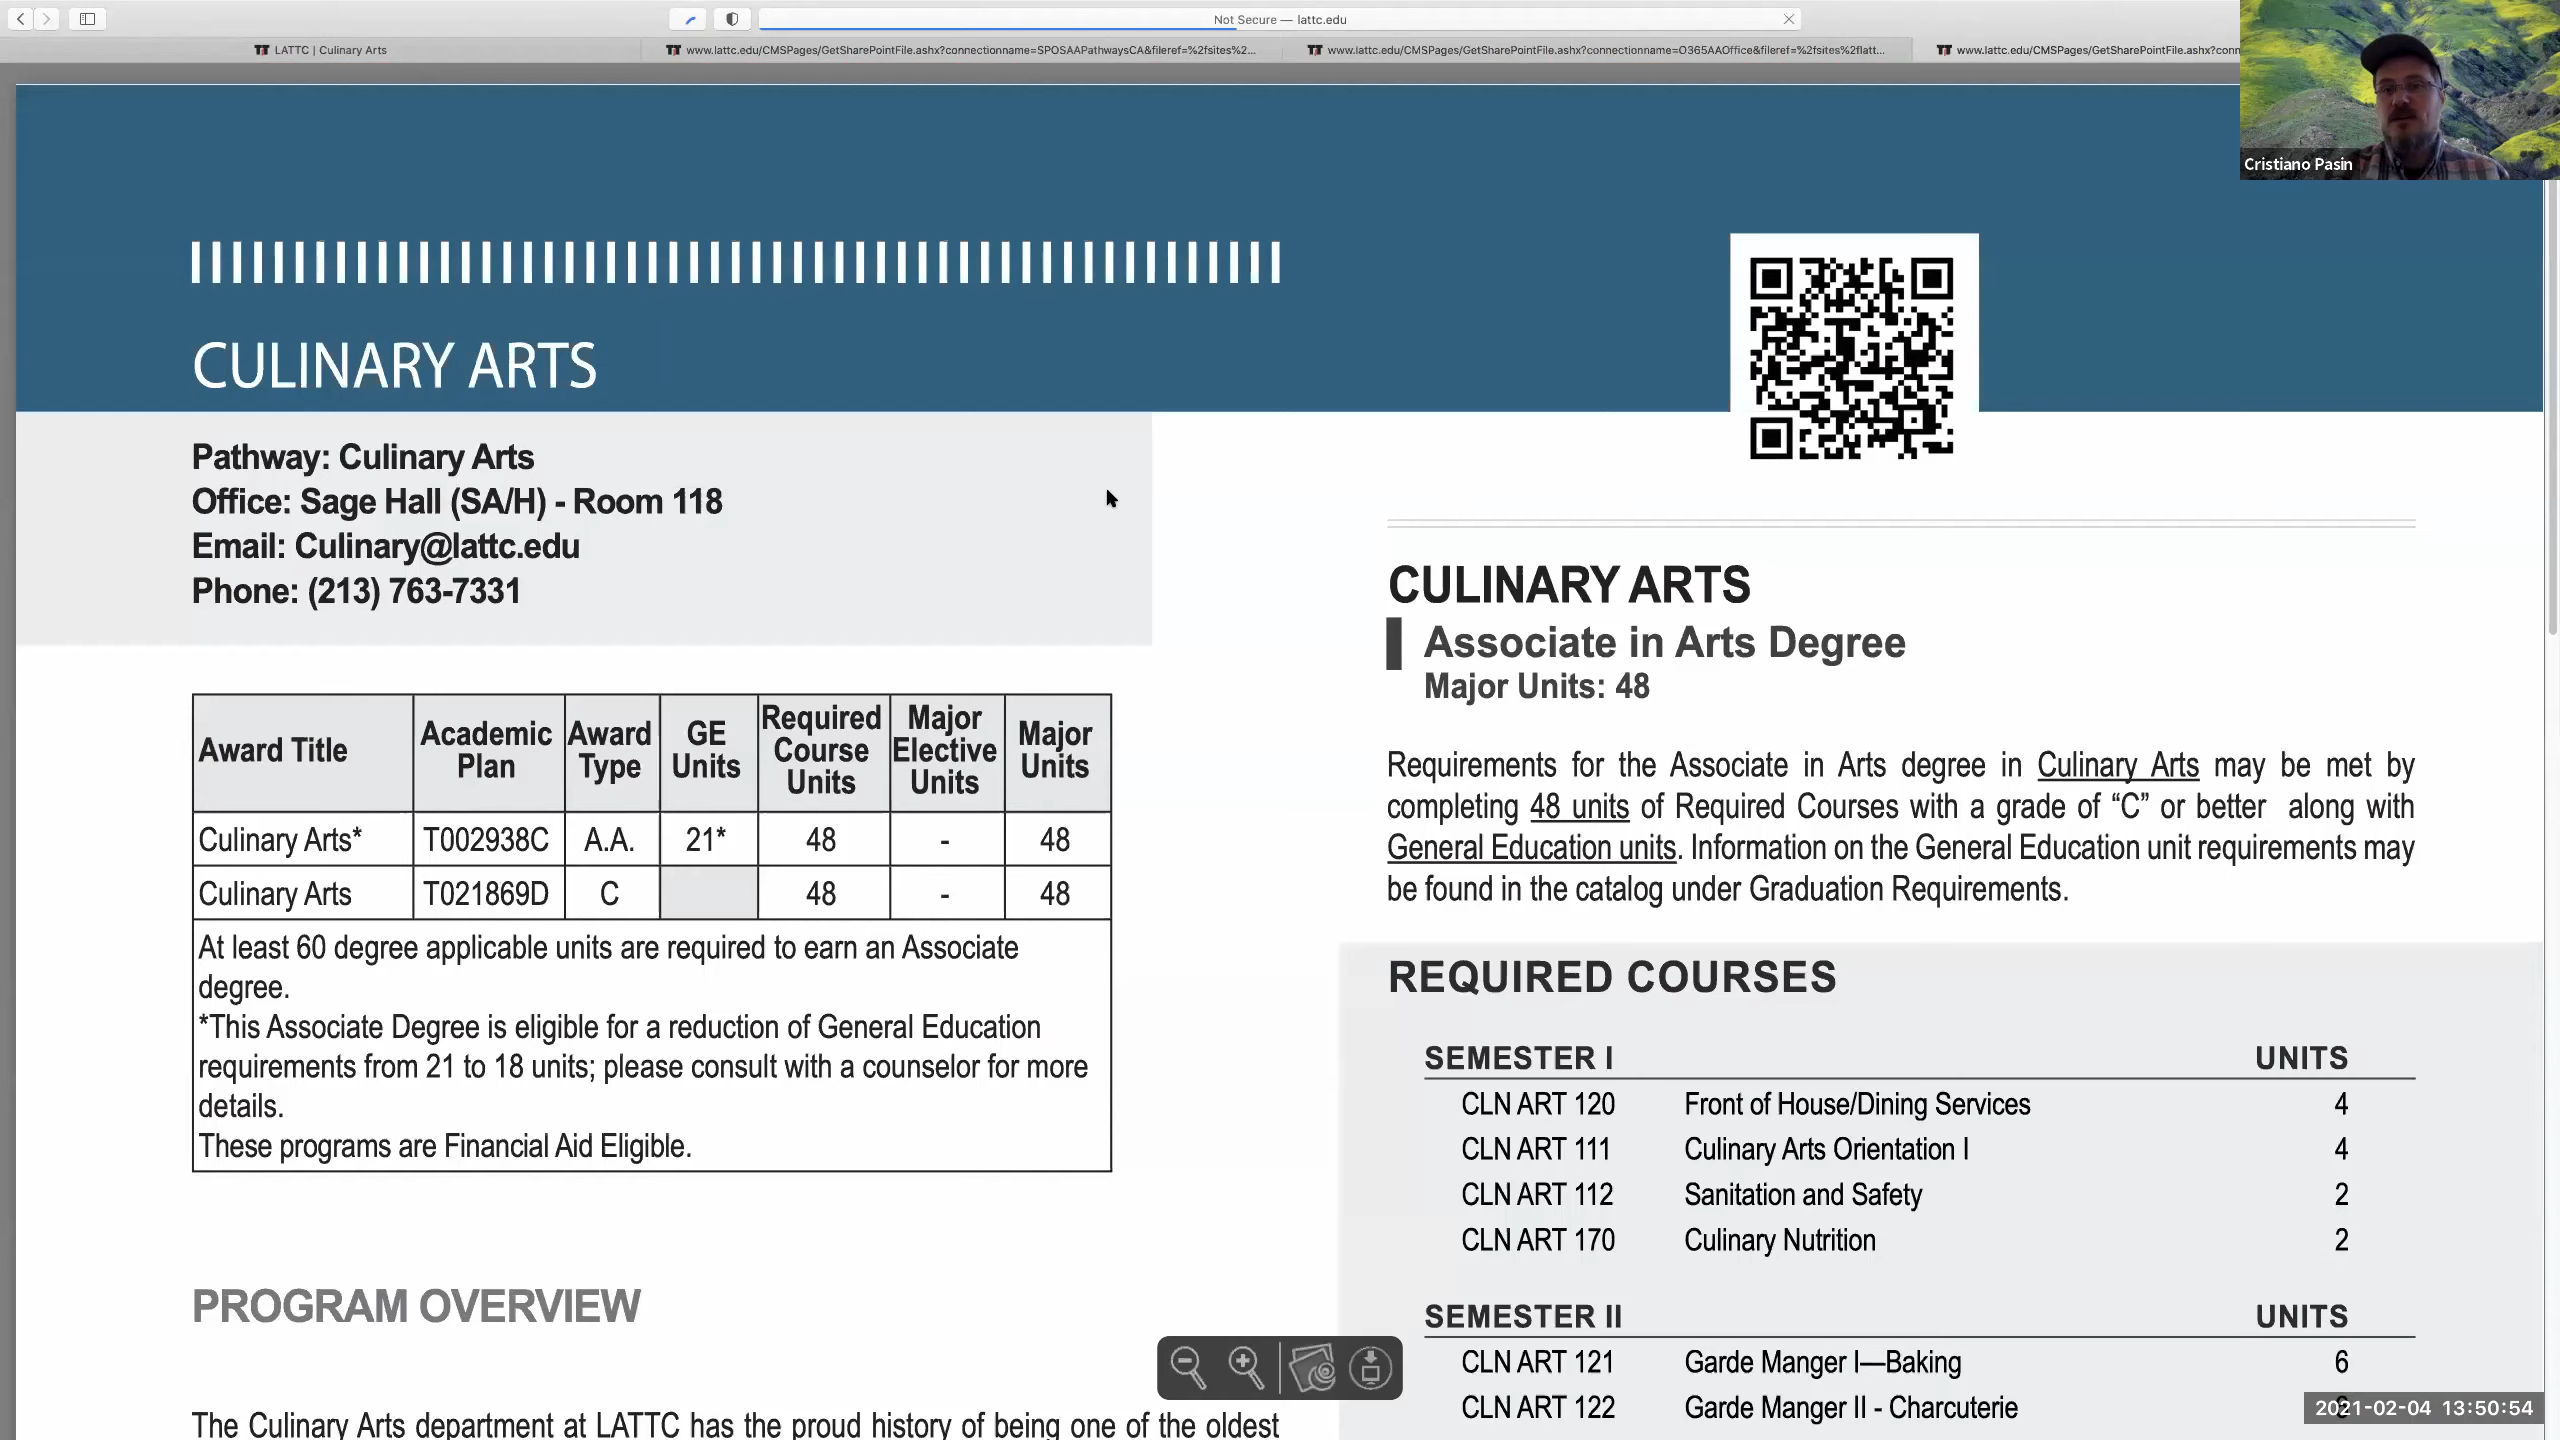 Not Secure — lattc.edu
LATTC | Culinary Arts
www.lattc.edu/CMSPages/GetSharePointFile.ashx?connectionname=SPOSAAPathwaysCA&fileref=%2fsites%2...
www.lattc.edu/CMSPages/GetSharePointFile.ashx?connectionname=O365AAOffice&fileref=%2fsites%2flatt...
www.lattc.edu/CMSPages/GetSharePointFile.ashx?conn
Cristiano Pasin
CULINARY ARTS
Pathway: Culinary Arts
Office: Sage Hall (SA/H) - Room 118
Email: Culinary@lattc.edu
Phone: (213) 763-7331
Award Title Academic Plan Award Type GE Units Required Course Units Major Elective Units Major Units
Culinary Arts* T002938C A.A. 21* 48 - 48
Culinary Arts T021869D C 48 - 48
At least 60 degree applicable units are required to earn an Associate
degree.
*This Associate Degree is eligible for a reduction of General Education
requirements from 21 to 18 units; please consult with a counselor for more
details.
These programs are Financial Aid Eligible.
PROGRAM OVERVIEW
The Culinary Arts department at LATTC has the proud history of being one of the oldest
CULINARY ARTS
Associate in Arts Degree
Major Units: 48
Requirements for the Associate in Arts degree in Culinary Arts may be met by
completing 48 units of Required Courses with a grade of “C” or better along with
General Education units. Information on the General Education unit requirements may
be found in the catalog under Graduation Requirements.
REQUIRED COURSES
SEMESTER I UNITS
CLN ART 120 Front of House/Dining Services 4
CLN ART 111 Culinary Arts Orientation I 4
CLN ART 112 Sanitation and Safety 2
CLN ART 170 Culinary Nutrition 2
SEMESTER II UNITS
CLN ART 121 Garde Manger I—Baking 6
CLN ART 122 Garde Manger II - Charcuterie
2021-02-04 13:50:54